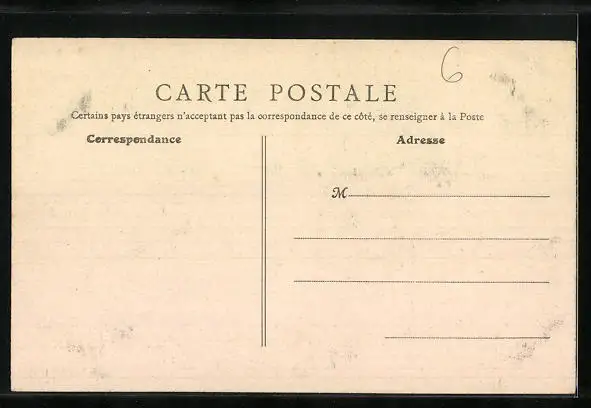 6
CARTE POSTALE
Certains pays étrangers n'acceptant pas la correspondance de ce côté, se renseigner à la Poste
Correspondance
Adresse
M